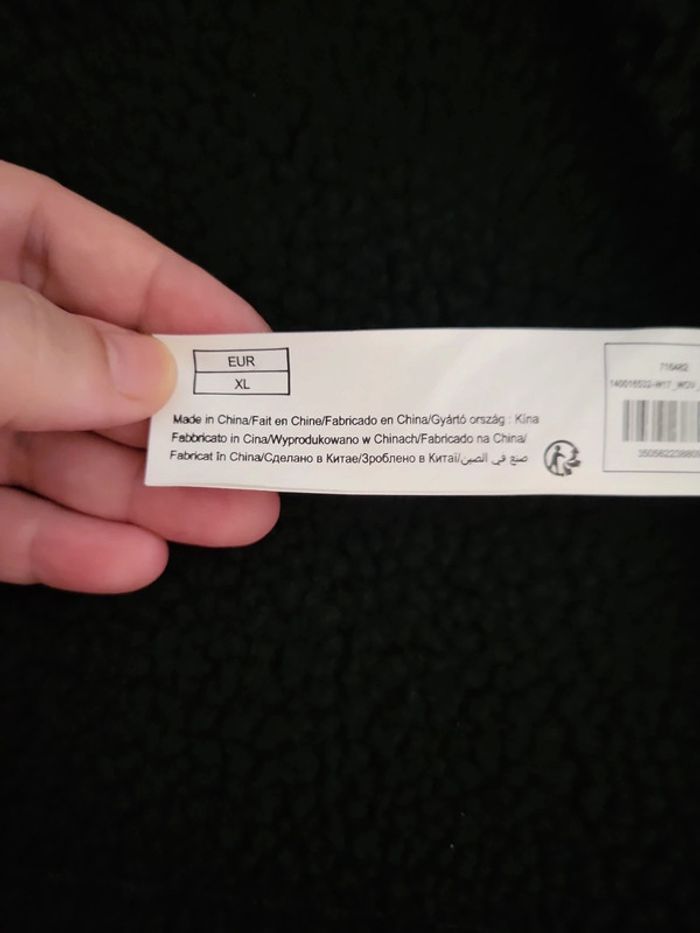 EUR
XL
Made in China/Fait en Chine/Fabricado en China/Gyártó ország : Kina
Fabbricato in Cina/Wyprodukowano w Chinach/Fabricado na China/
Fabricat în China/Сделано в Китае/Зроблено в Китаї/صنع في الصين